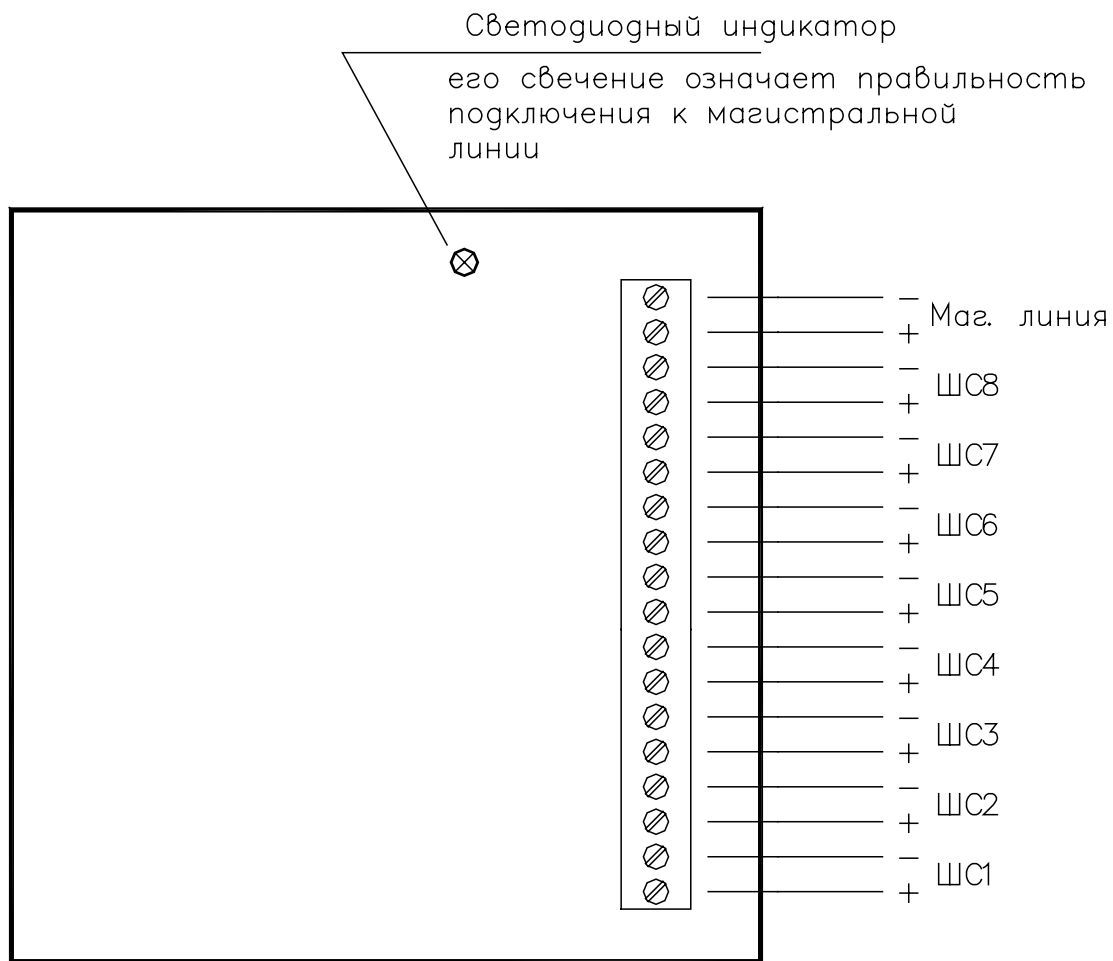 Светодиодный индикатор
его свечение означает правильность
подключения к магистральной
линии
−
+
Маг. линия
−
+
ШС8
−
+
ШС7
−
+
ШС6
−
+
ШС5
−
+
ШС4
−
+
ШС3
−
+
ШС2
−
+
ШС1